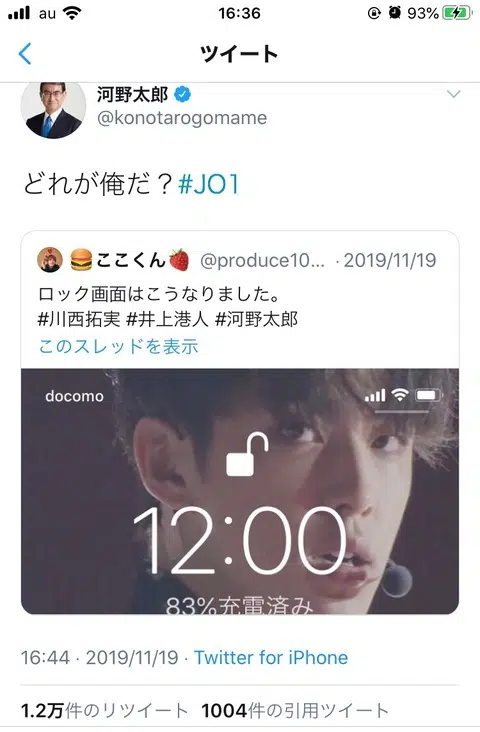 au 16:36 93%
ツイート
河野太郎
@konotarogomame
どれが俺だ？#JO1
🍔ここくん🍓 @produce10... ・2019/11/19
ロック画面はこうなりました。
#川西拓実 #井上港人 #河野太郎
このスレッドを表示
docomo
12:00
83%充電済み
16:44・2019/11/19・Twitter for iPhone
1.2万件のリツイート 1004件の引用ツイート